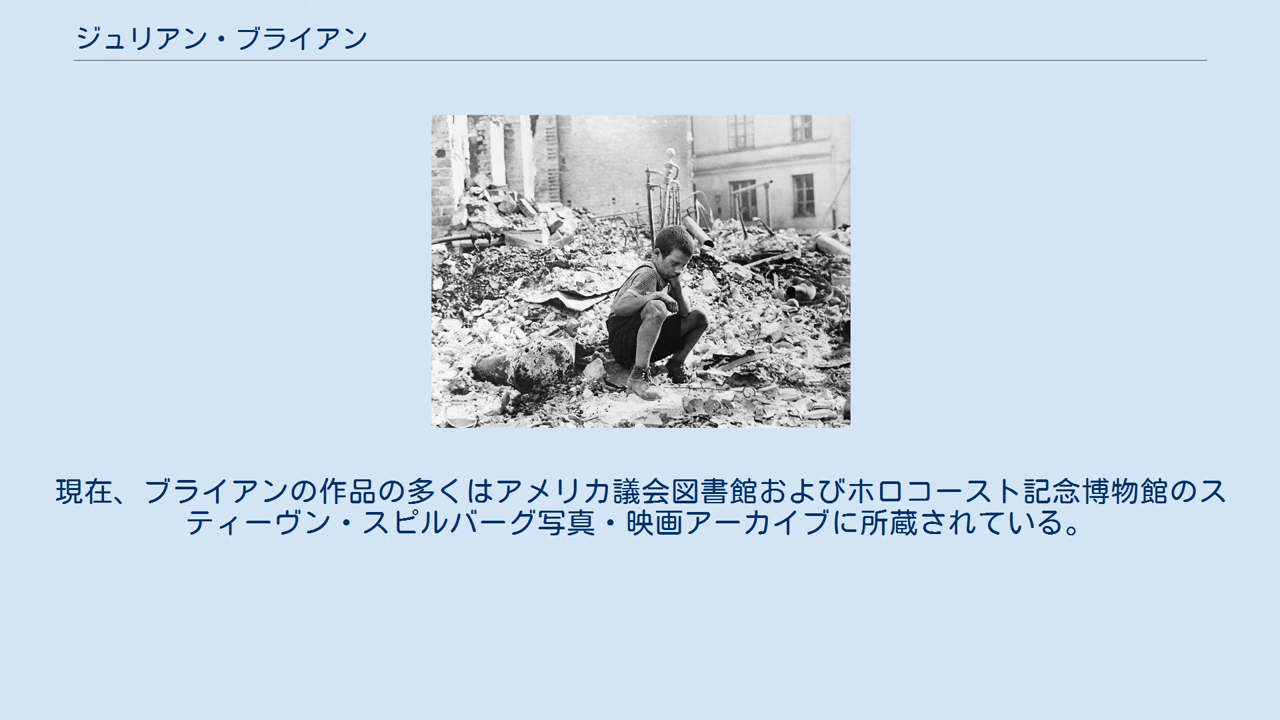 ジュリアン・ブライアン
現在、ブライアンの作品の多くはアメリカ議会図書館およびホロコースト記念博物館のス
ティーヴン・スピルバーグ写真・映画アーカイブに所蔵されている。